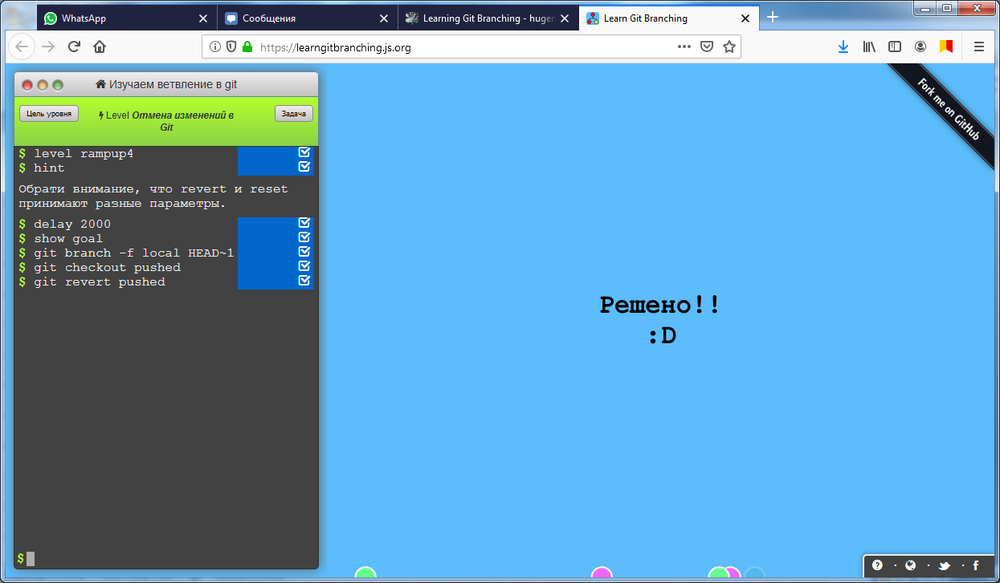 WhatsApp
Сообщения
Learning Git Branching - hugen
Learn Git Branching
https://learngitbranching.js.org
Изучаем ветвление в git
Цель уровня
Level Отмена изменений в
Git
Задача
$ level rampup4
$ hint
Обрати внимание, что revert и reset
принимают разные параметры.
$ delay 2000
$ show goal
$ git branch -f local HEAD~1
$ git checkout pushed
$ git revert pushed
$
Решено!!
:D
Fork me on GitHub